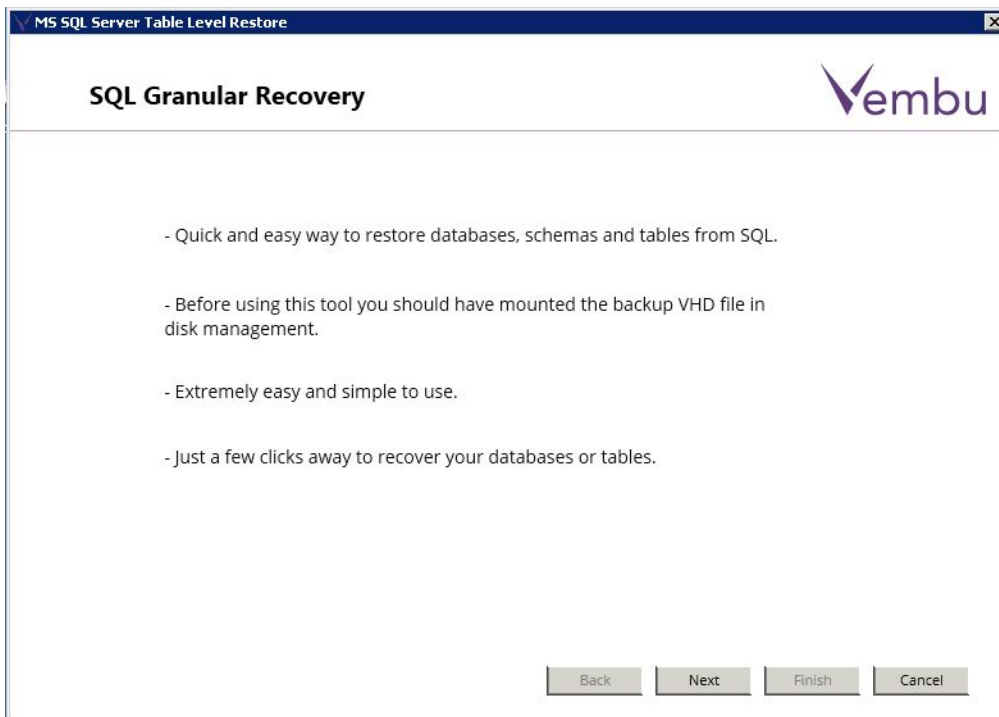 MS SQL Server Table Level Restore
SQL Granular Recovery
Vembu
- Quick and easy way to restore databases, schemas and tables from SQL.
- Before using this tool you should have mounted the backup VHD file in
disk management.
- Extremely easy and simple to use.
- Just a few clicks away to recover your databases or tables.
Back Next Finish Cancel